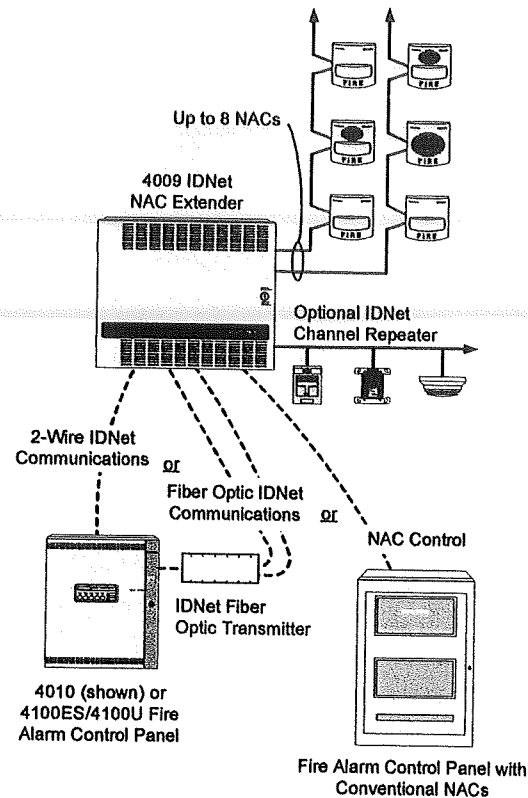 FIRE
FIRE
Up to 8 NACs
FIRE
FIRE
4009 IDNet
NAC Extender
FIRE
FIRE
Optional IDNet
Channel Repeater
2-Wire IDNet
Communications
or
Fiber Optic IDNet
Communications
or
NAC Control
IDNet Fiber
Optic Transmitter
4010 (shown) or
4100ES/4100U Fire
Alarm Control Panel
Fire Alarm Control Panel with
Conventional NACs